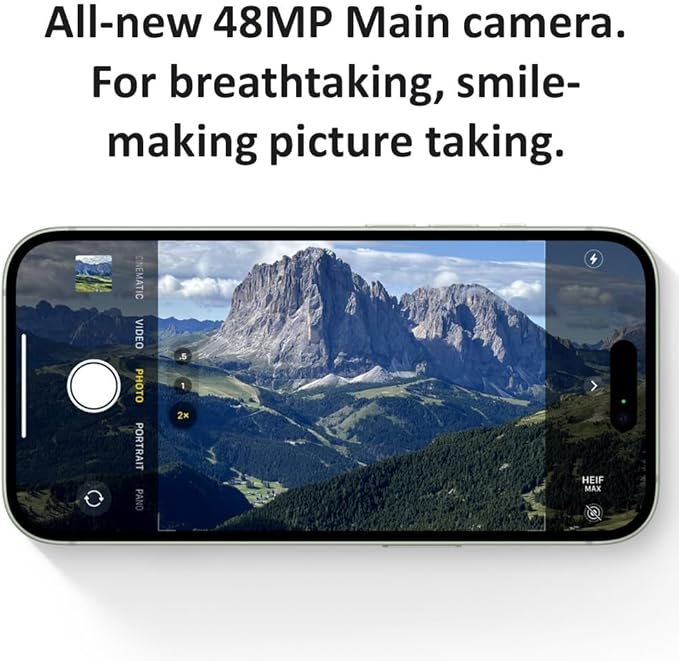 All-new 48MP Main camera.
For breathtaking, smile-
making picture taking.
CINEMATIC
VIDEO
PHOTO
PORTRAIT
PANO
.5
1
2×
HEIF
MAX